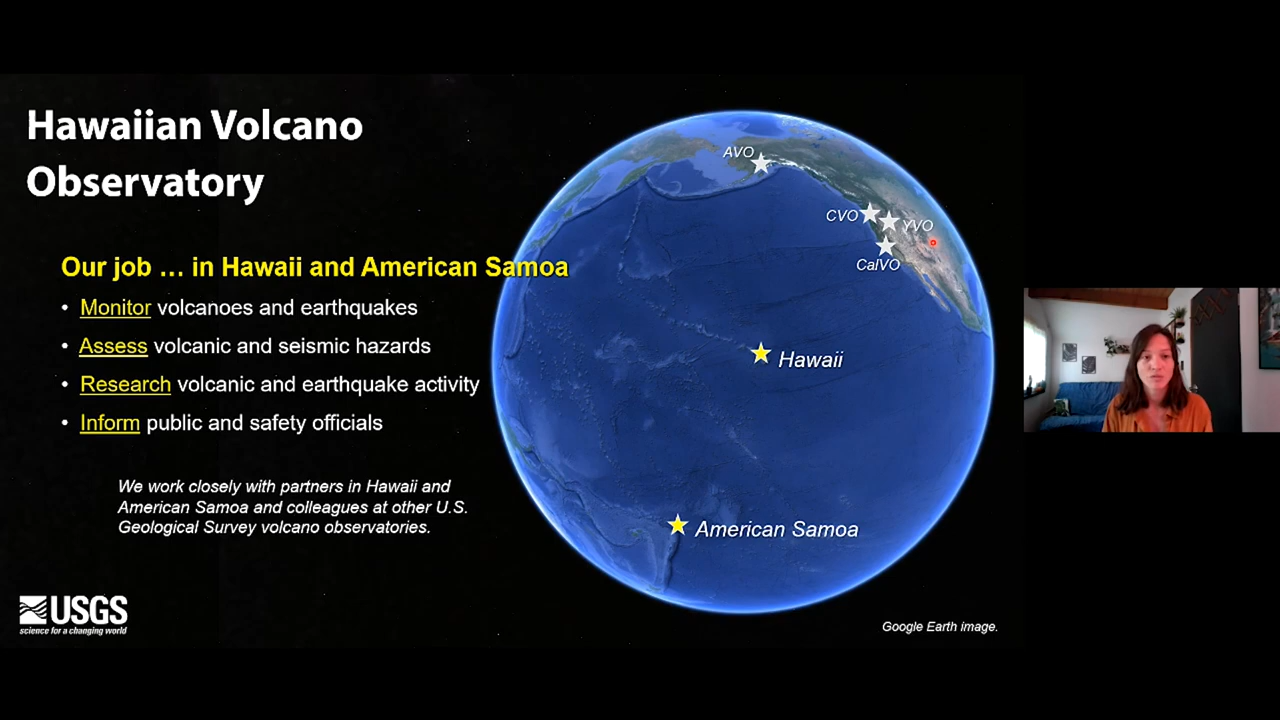 Hawaiian Volcano
Observatory
Our job … in Hawaii and American Samoa
• Monitor volcanoes and earthquakes
• Assess volcanic and seismic hazards
• Research volcanic and earthquake activity
• Inform public and safety officials
We work closely with partners in Hawaii and
American Samoa and colleagues at other U.S.
Geological Survey volcano observatories.
USGS
science for a changing world
AVO
CVO
YVO
CalVO
Hawaii
American Samoa
Google Earth image.